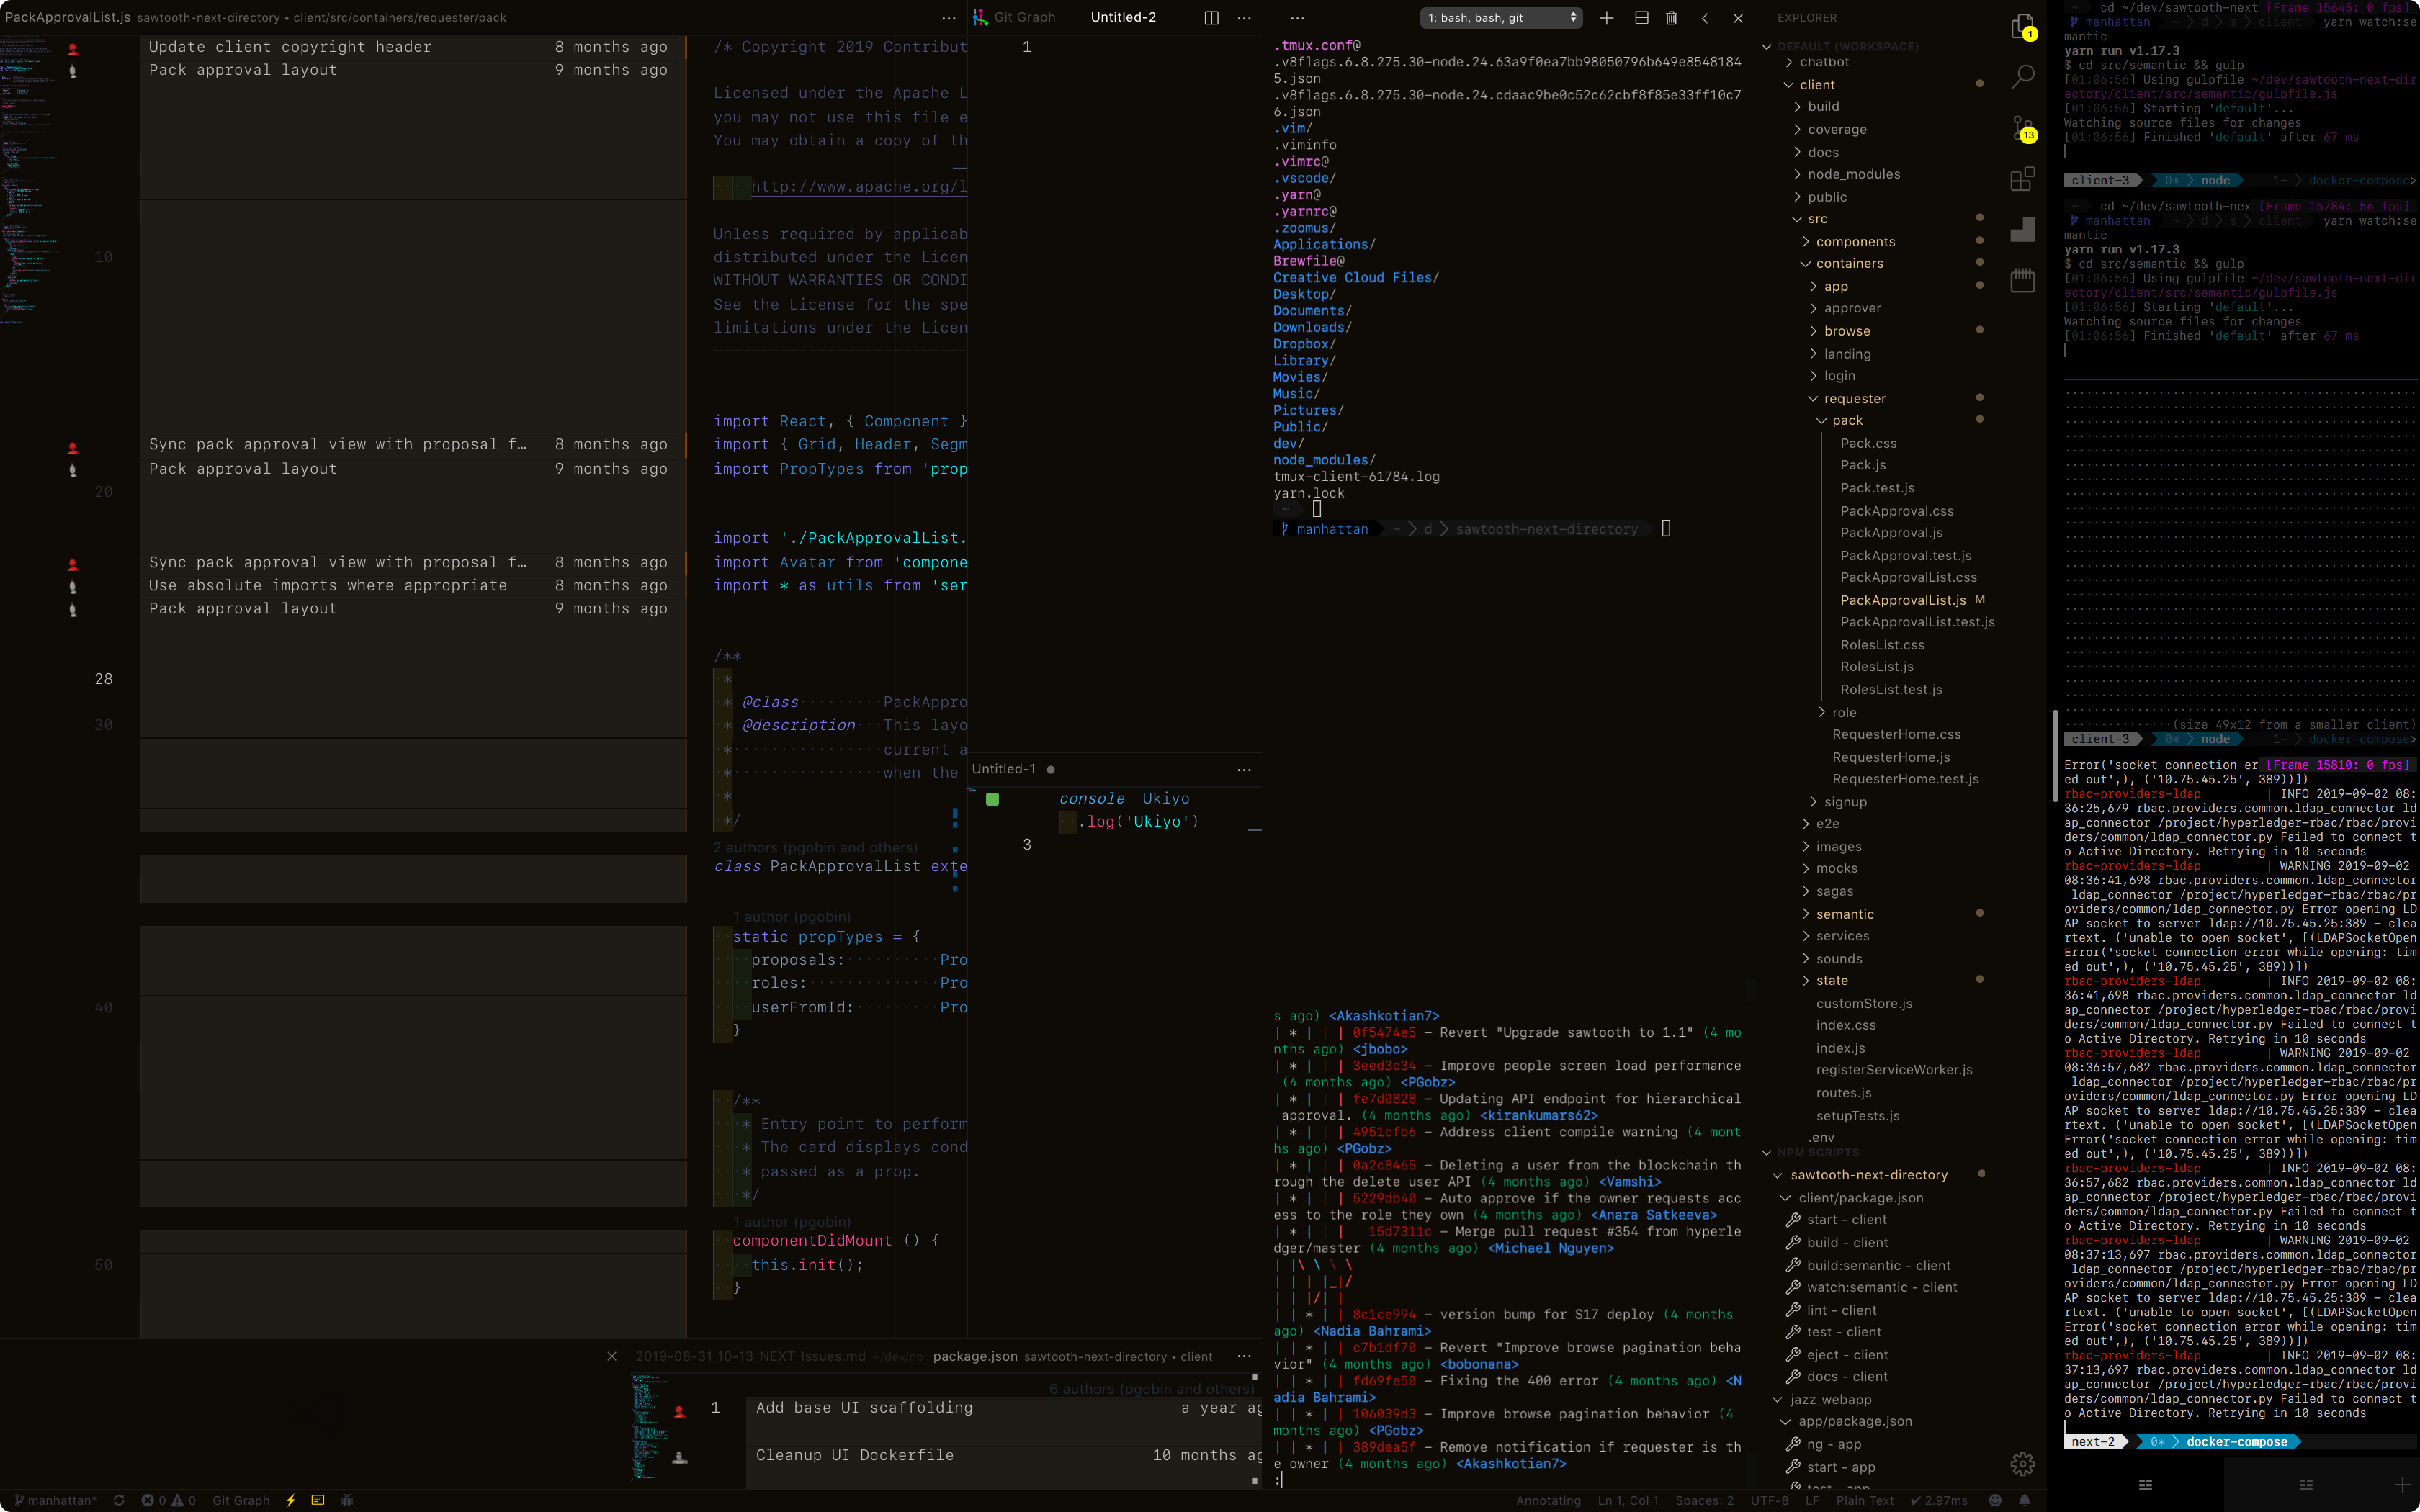 PackApprovalList.js sawtooth-next-directory • client/src/containers/requester/pack
Update client copyright header 8 months ago
Pack approval layout 9 months ago
10
Sync pack approval view with proposal f… 8 months ago
Pack approval layout 9 months ago
20
Sync pack approval view with proposal f… 8 months ago
Use absolute imports where appropriate 8 months ago
Pack approval layout 9 months ago
28
30
40
50
/* Copyright 2019 Contribut
Licensed under the Apache L
you may not use this file e
You may obtain a copy of th
http://www.apache.org/l
Unless required by applicab
distributed under the Licen
WITHOUT WARRANTIES OR CONDI
See the License for the spe
limitations under the Licen
import React, { Component }
import { Grid, Header, Segm
import PropTypes from 'prop
import './PackApprovalList.
import Avatar from 'compone
import * as utils from 'ser
/**
*
* @class PackAppro
* @description This layo
* current a
* when the
*
*/
2 authors (pgobin and others)
class PackApprovalList exte
1 author (pgobin)
static propTypes = {
proposals: Pro
roles: Pro
userFromId: Pro
}
/**
* Entry point to perform
* The card displays cond
* passed as a prop.
*/
1 author (pgobin)
componentDidMount () {
this.init();
}
2019-08-31_10-13_NEXT_Issues.md ~/dev/no package.json sawtooth-next-directory • client
6 authors (pgobin and others)
1 Add base UI scaffolding a year ag
Cleanup UI Dockerfile 10 months ag
Git Graph Untitled-2
1
Untitled-1
console Ukiyo
.log('Ukiyo')
3
1: bash, bash, git
.tmux.conf@
.v8flags.6.8.275.30-node.24.63a9f0ea7bb98050796b649e8548184
5.json
.v8flags.6.8.275.30-node.24.cdaac9be0c52c62cbf8f85e33ff10c7
6.json
.vim/
.viminfo
.vimrc@
.vscode/
.yarn@
.yarnrc@
.zoomus/
Applications/
Brewfile@
Creative Cloud Files/
Desktop/
Documents/
Downloads/
Dropbox/
Library/
Movies/
Music/
Pictures/
Public/
dev/
node_modules/
tmux-client-61784.log
yarn.lock
~
manhattan ~ d sawtooth-next-directory
s ago) <Akashkotian7>
| * | | | 0f5474e5 – Revert "Upgrade sawtooth to 1.1" (4 mo
nths ago) <jbobo>
| * | | | 3eed3c34 – Improve people screen load performance
(4 months ago) <PGobz>
| * | | | fe7d0828 – Updating API endpoint for hierarchical
approval. (4 months ago) <kirankumars62>
| * | | | 4951cfb6 – Address client compile warning (4 mont
hs ago) <PGobz>
| * | | | 0a2c8465 – Deleting a user from the blockchain th
rough the delete user API (4 months ago) <Vamshi>
| * | | | 5229db40 – Auto approve if the owner requests acc
ess to the role they own (4 months ago) <Anara Satkeeva>
| * | | | 15d7311c – Merge pull request #354 from hyperle
dger/master (4 months ago) <Michael Nguyen>
| |\ \ \ \
| | | |_|/
| | |/| |
| | * | | 8c1ce994 – version bump for S17 deploy (4 months
ago) <Nadia Bahrami>
| | * | | c7b1df70 – Revert "Improve browse pagination beha
vior" (4 months ago) <bobonana>
| | * | | fd69fe50 – Fixing the 400 error (4 months ago) <N
adia Bahrami>
| | * | | 106039d3 – Improve browse pagination behavior (4
months ago) <PGobz>
| | * | | 389dea5f – Remove notification if requester is th
e owner (4 months ago) <Akashkotian7>
:
EXPLORER
DEFAULT (WORKSPACE)
chatbot
client
build
coverage
docs
node_modules
public
src
components
containers
app
approver
browse
landing
login
requester
pack
Pack.css
Pack.js
Pack.test.js
PackApproval.css
PackApproval.js
PackApproval.test.js
PackApprovalList.css
PackApprovalList.js M
PackApprovalList.test.js
RolesList.css
RolesList.js
RolesList.test.js
role
RequesterHome.css
RequesterHome.js
RequesterHome.test.js
signup
e2e
images
mocks
sagas
semantic
services
sounds
state
customStore.js
index.css
index.js
registerServiceWorker.js
routes.js
setupTests.js
.env
NPM SCRIPTS
sawtooth-next-directory
client/package.json
start - client
build - client
build:semantic - client
watch:semantic - client
lint - client
test - client
eject - client
docs - client
jazz_webapp
app/package.json
ng - app
start - app
test - app
1
13
~ cd ~/dev/sawtooth-next [Frame 15645: 0 fps]
manhattan ~ d s client yarn watch:se
mantic
yarn run v1.17.3
$ cd src/semantic && gulp
[01:06:56] Using gulpfile ~/dev/sawtooth-next-dir
ectory/client/src/semantic/gulpfile.js
[01:06:56] Starting 'default'...
Watching source files for changes
[01:06:56] Finished 'default' after 67 ms
client-3 0* node 1- docker-compose>
~ cd ~/dev/sawtooth-nex [Frame 15784: 56 fps]
manhattan ~ d s client yarn watch:se
mantic
yarn run v1.17.3
$ cd src/semantic && gulp
[01:06:56] Using gulpfile ~/dev/sawtooth-next-dir
ectory/client/src/semantic/gulpfile.js
[01:06:56] Starting 'default'...
Watching source files for changes
[01:06:56] Finished 'default' after 67 ms
(size 49x12 from a smaller client)
client-3 0* node 1- docker-compose>
Error('socket connection er [Frame 15810: 0 fps]
ed out',), ('10.75.45.25', 389))])
rbac-providers-ldap | INFO 2019-09-02 08:
36:25,679 rbac.providers.common.ldap_connector ld
ap_connector /project/hyperledger-rbac/rbac/provi
ders/common/ldap_connector.py Failed to connect t
o Active Directory. Retrying in 10 seconds
rbac-providers-ldap | WARNING 2019-09-02
08:36:41,698 rbac.providers.common.ldap_connector
ldap_connector /project/hyperledger-rbac/rbac/pr
oviders/common/ldap_connector.py Error opening LD
AP socket to server ldap://10.75.45.25:389 – clea
rtext. ('unable to open socket', [(LDAPSocketOpen
Error('socket connection error while opening: tim
ed out',), ('10.75.45.25', 389))])
rbac-providers-ldap | INFO 2019-09-02 08:
36:41,698 rbac.providers.common.ldap_connector ld
ap_connector /project/hyperledger-rbac/rbac/provi
ders/common/ldap_connector.py Failed to connect t
o Active Directory. Retrying in 10 seconds
rbac-providers-ldap | WARNING 2019-09-02
08:36:57,682 rbac.providers.common.ldap_connector
ldap_connector /project/hyperledger-rbac/rbac/pr
oviders/common/ldap_connector.py Error opening LD
AP socket to server ldap://10.75.45.25:389 – clea
rtext. ('unable to open socket', [(LDAPSocketOpen
Error('socket connection error while opening: tim
ed out',), ('10.75.45.25', 389))])
rbac-providers-ldap | INFO 2019-09-02 08:
36:57,682 rbac.providers.common.ldap_connector ld
ap_connector /project/hyperledger-rbac/rbac/provi
ders/common/ldap_connector.py Failed to connect t
o Active Directory. Retrying in 10 seconds
rbac-providers-ldap | WARNING 2019-09-02
08:37:13,697 rbac.providers.common.ldap_connector
ldap_connector /project/hyperledger-rbac/rbac/pr
oviders/common/ldap_connector.py Error opening LD
AP socket to server ldap://10.75.45.25:389 – clea
rtext. ('unable to open socket', [(LDAPSocketOpen
Error('socket connection error while opening: tim
ed out',), ('10.75.45.25', 389))])
rbac-providers-ldap | INFO 2019-09-02 08:
37:13,697 rbac.providers.common.ldap_connector ld
ap_connector /project/hyperledger-rbac/rbac/provi
ders/common/ldap_connector.py Failed to connect t
o Active Directory. Retrying in 10 seconds
next-2 0* docker-compose
manhattan* 0 0 Git Graph
Annotating Ln 1, Col 1 Spaces: 2 UTF-8 LF Plain Text ✓ 2.97ms